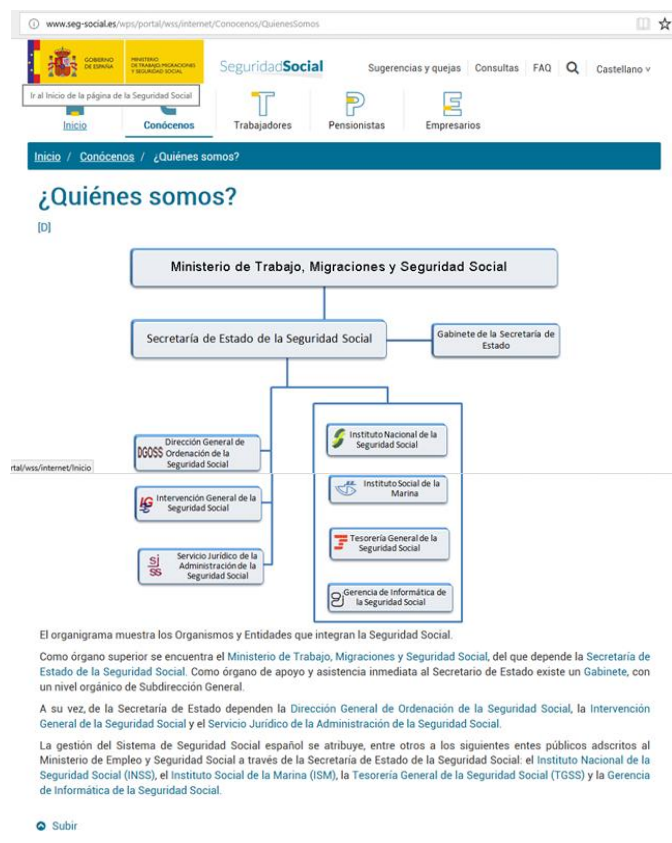 www.seg-social.es/wps/portal/wss/internet/Conocenos/QuienesSomos
GOBIERNO
DE ESPAÑA
MINISTERIO
DE TRABAJO, MIGRACIONES
Y SEGURIDAD SOCIAL
SeguridadSocial
Sugerencias y quejas
Consultas
FAQ
Castellano
Ir al Inicio de la página de la Seguridad Social
T
P
E
Inicio
Conócenos
Trabajadores
Pensionistas
Empresarios
Inicio / Conócenos / ¿Quiénes somos?
¿Quiénes somos?
[D]
Ministerio de Trabajo, Migraciones y Seguridad Social
Secretaría de Estado de la Seguridad Social
Gabinete de la Secretaría de
Estado
DGOSS
Dirección General de
Ordenación de la
Seguridad Social
Intervención General de la
Seguridad Social
sj
ss
Servicio Jurídico de la
Administración de la
Seguridad Social
Instituto Nacional de la
Seguridad Social
Instituto Social de la
Marina
Tesorería General de la
Seguridad Social
Gerencia de Informática de
la Seguridad Social
rtal/wss/internet/Inicio
El organigrama muestra los Organismos y Entidades que integran la Seguridad Social.
Como órgano superior se encuentra el Ministerio de Trabajo, Migraciones y Seguridad Social, del que depende la Secretaría de
Estado de la Seguridad Social. Como órgano de apoyo y asistencia inmediata al Secretario de Estado existe un Gabinete, con
un nivel orgánico de Subdirección General.
A su vez, de la Secretaría de Estado dependen la Dirección General de Ordenación de la Seguridad Social, la Intervención
General de la Seguridad Social y el Servicio Jurídico de la Administración de la Seguridad Social.
La gestión del Sistema de Seguridad Social español se atribuye, entre otros a los siguientes entes públicos adscritos al
Ministerio de Empleo y Seguridad Social a través de la Secretaría de Estado de la Seguridad Social: el Instituto Nacional de la
Seguridad Social (INSS), el Instituto Social de la Marina (ISM), la Tesorería General de la Seguridad Social (TGSS) y la Gerencia
de Informática de la Seguridad Social.
Subir